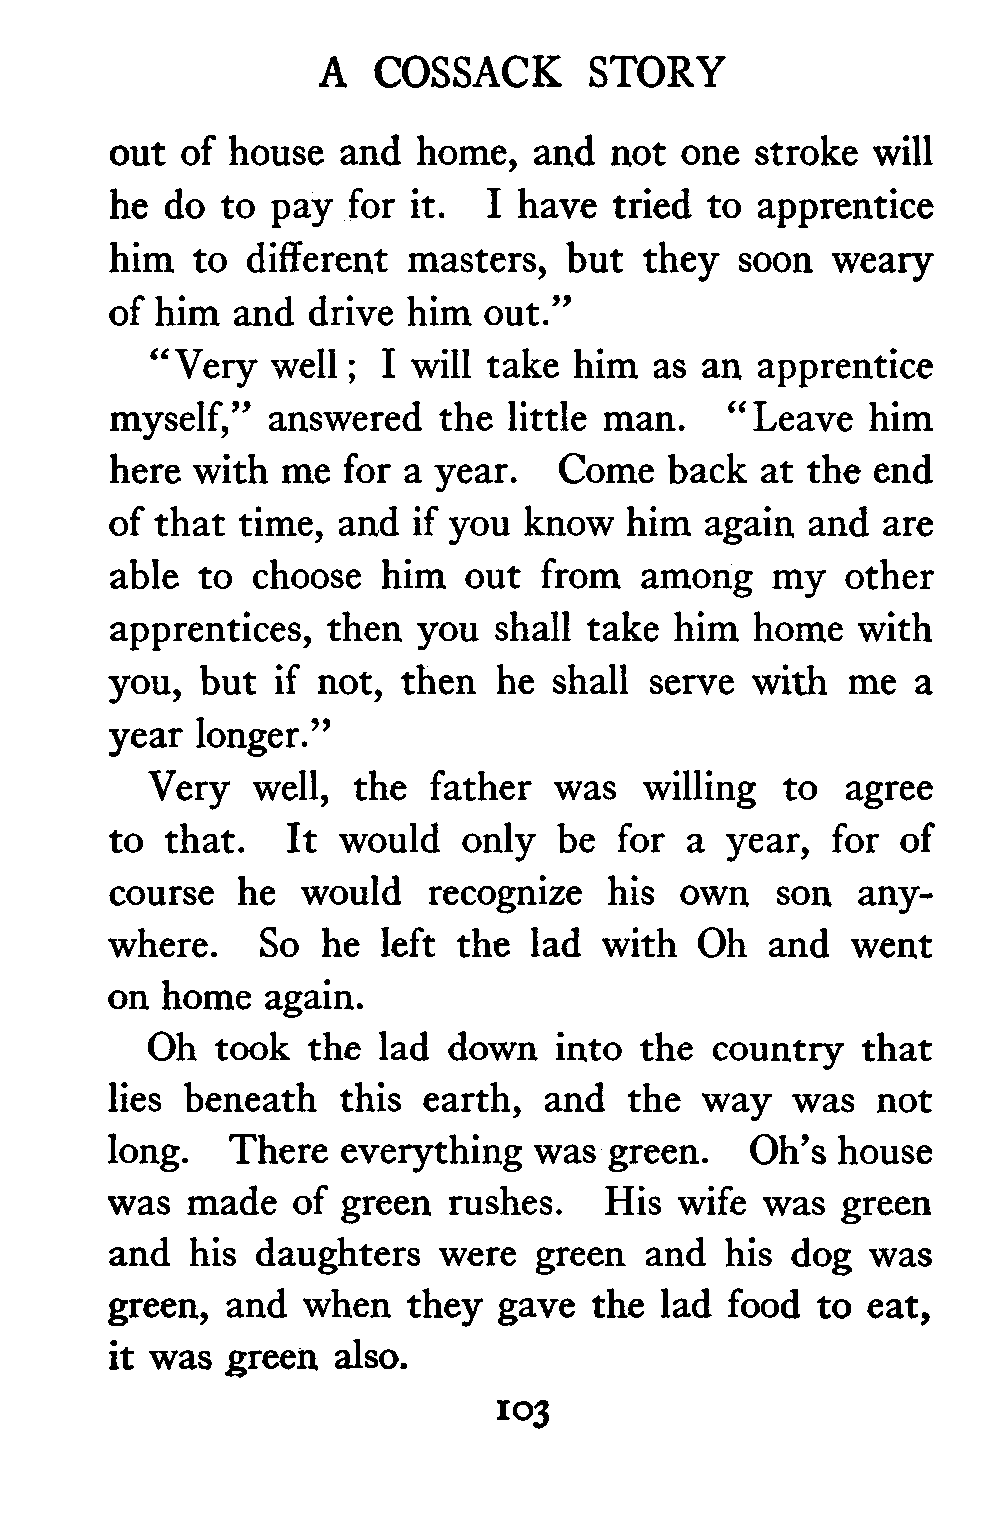 A COSSACK STORY
out of house and home, and not one stroke will
he do to pay for it. I have tried to apprentice
him to different masters, but they soon weary
of him and drive him out.”
“Very well; I will take him as an apprentice
myself,” answered the little man. “Leave him
here with me for a year. Come back at the end
of that time, and if you know him again and are
able to choose him out from among my other
apprentices, then you shall take him home with
you, but if not, then he shall serve with me a
year longer.”
Very well, the father was willing to agree
to that. It would only be for a year, for of
course he would recognize his own son any-
where. So he left the lad with Oh and went
on home again.
Oh took the lad down into the country that
lies beneath this earth, and the way was not
long. There everything was green. Oh’s house
was made of green rushes. His wife was green
and his daughters were green and his dog was
green, and when they gave the lad food to eat,
it was green also.
103